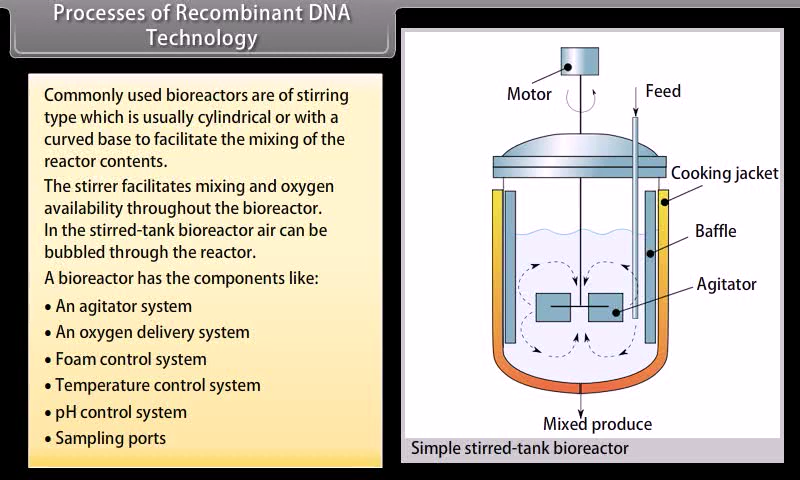 Processes of Recombinant DNA
Technology
Commonly used bioreactors are of stirring
type which is usually cylindrical or with a
curved base to facilitate the mixing of the
reactor contents.
The stirrer facilitates mixing and oxygen
availability throughout the bioreactor.
In the stirred-tank bioreactor air can be
bubbled through the reactor.
A bioreactor has the components like:
• An agitator system
• An oxygen delivery system
• Foam control system
• Temperature control system
• pH control system
• Sampling ports
Motor
Feed
Cooking jacket
Baffle
Agitator
Mixed produce
Simple stirred-tank bioreactor